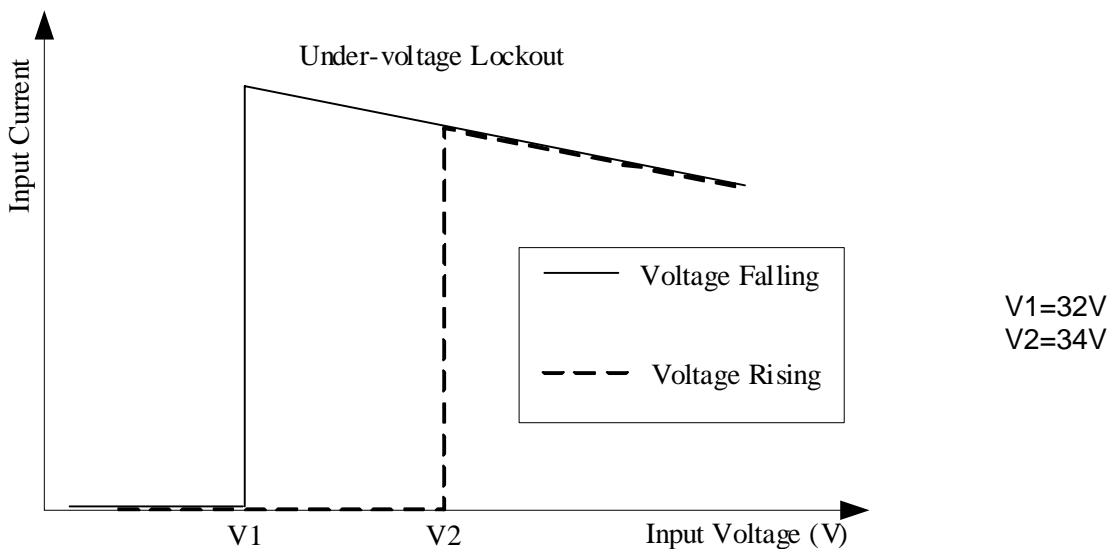 Under-voltage Lockout
Input Current
Voltage Falling
Voltage Rising
V1=32V
V2=34V
V1
V2
Input Voltage (V)